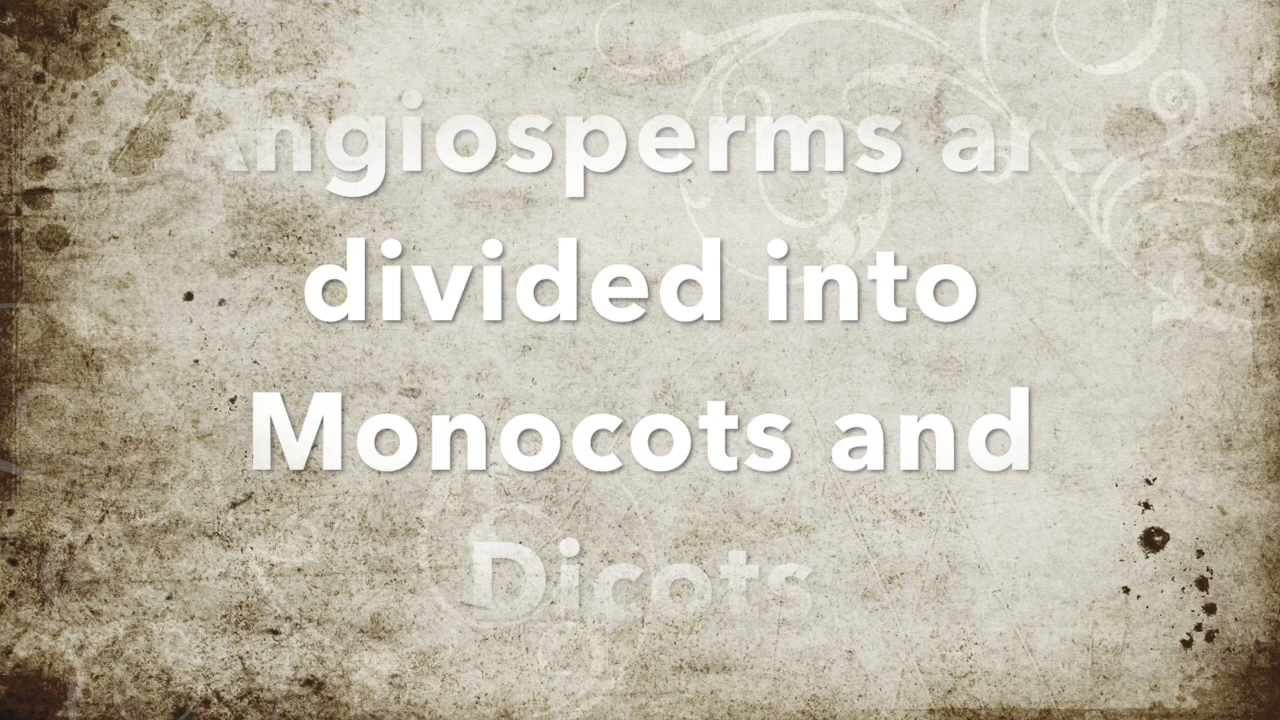 Angiosperms are
divided into
Monocots and
Dicots